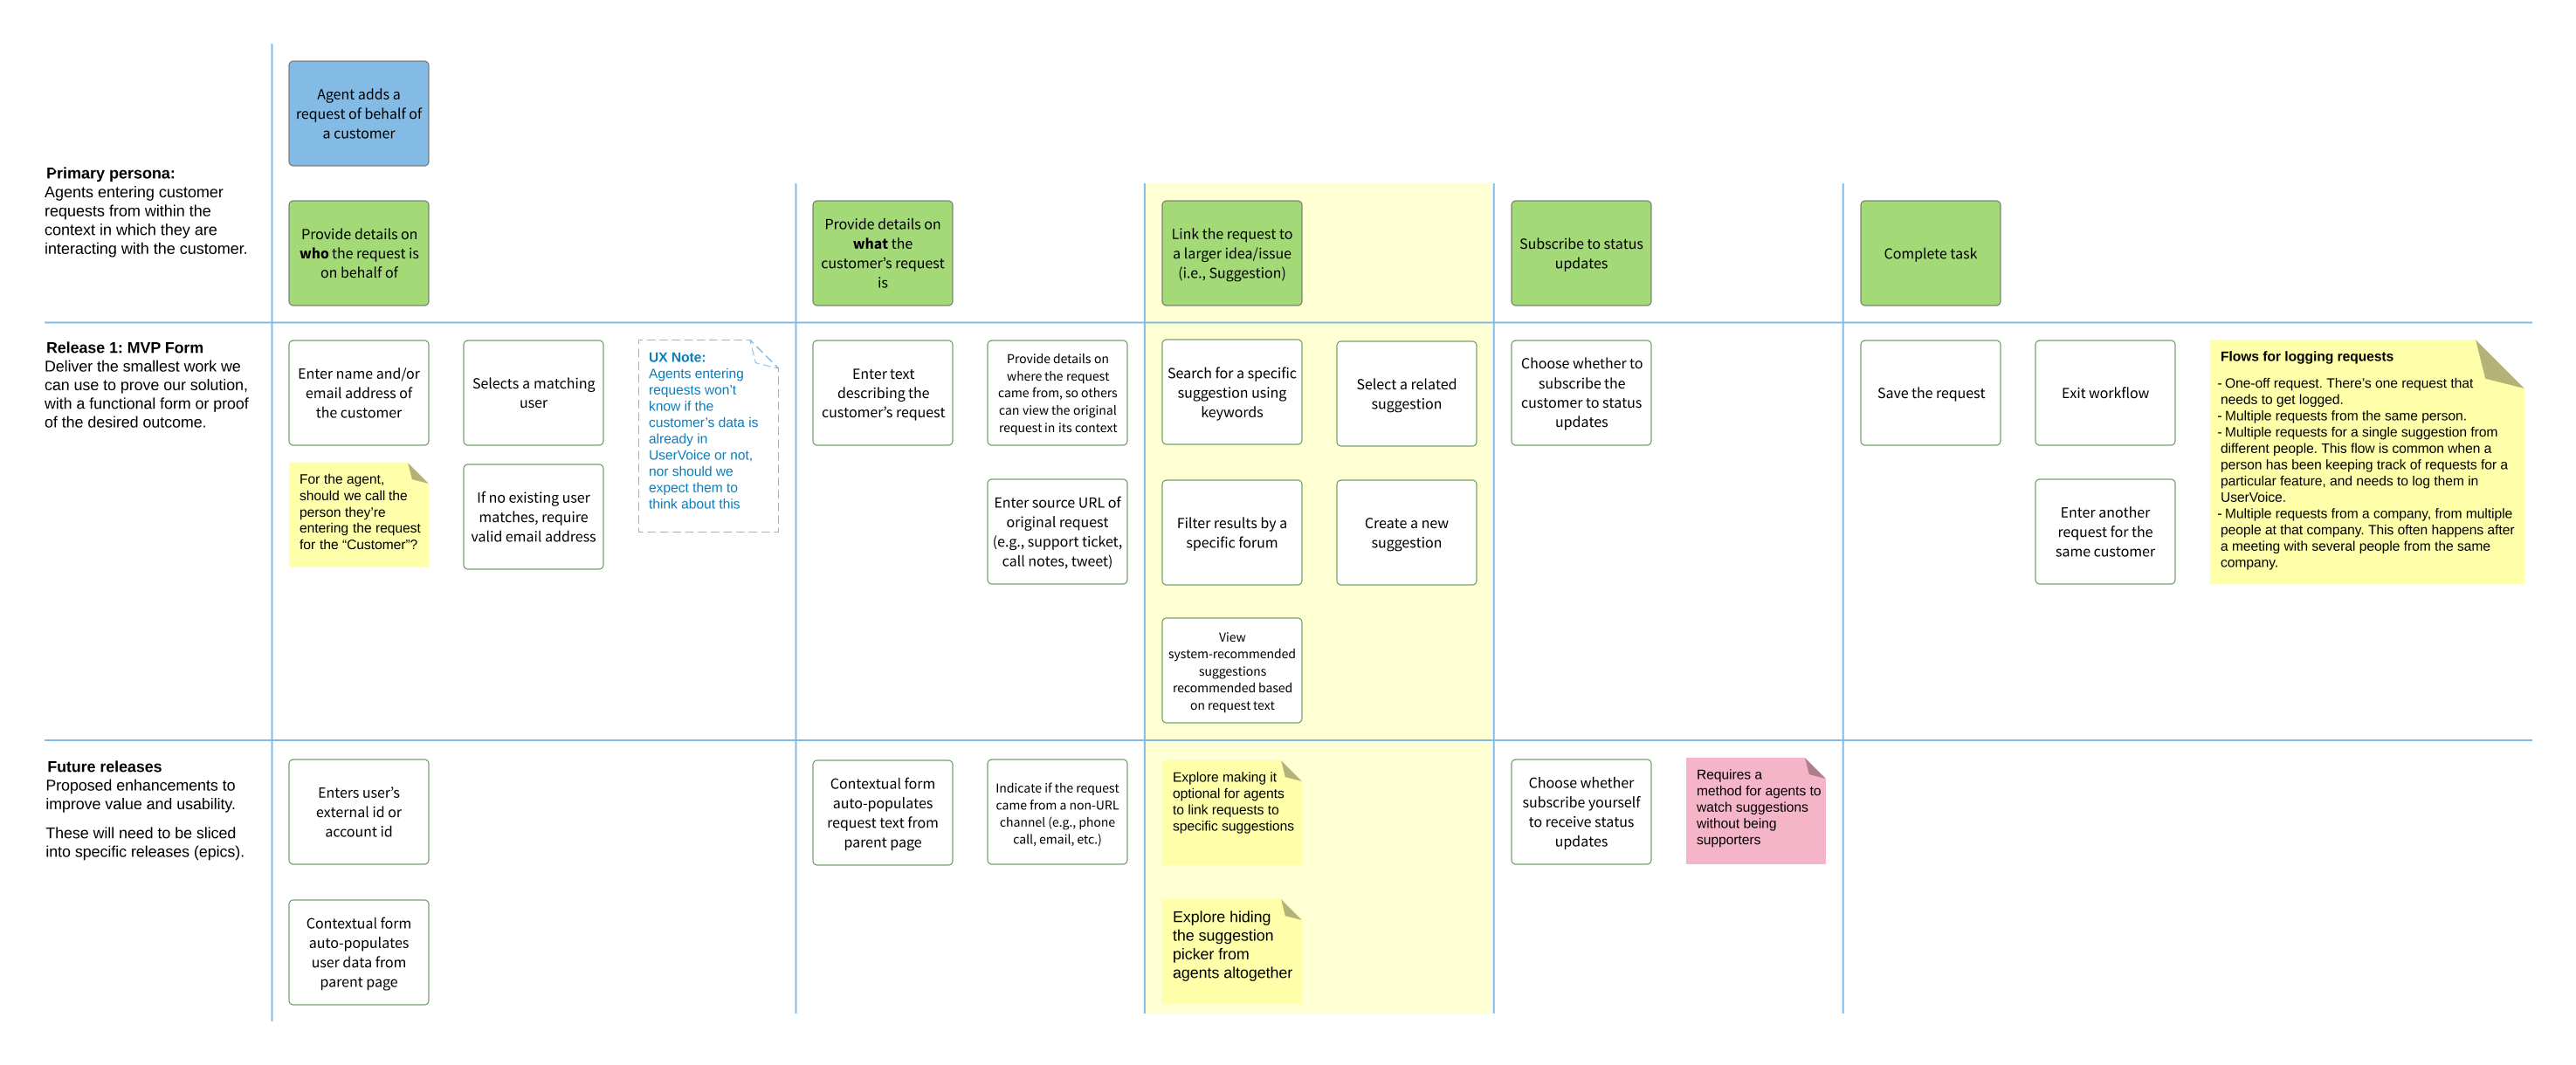 Agent adds a
request of behalf of
a customer
Primary persona:
Agents entering customer
requests from within the
context in which they are
interacting with the customer.
Provide details on
who the request is
on behalf of
Provide details on
what the
customer's request
is
Link the request to
a larger idea/issue
(i.e., Suggestion)
Subscribe to status
updates
Complete task
Release 1: MVP Form
Deliver the smallest work we
can use to prove our solution,
with a functional form or proof
of the desired outcome.
Enter name and/or
email address of
the customer
For the agent,
should we call the
person they're
entering the request
for the “Customer”?
Selects a matching
user
If no existing user
matches, require
valid email address
UX Note:
Agents entering
requests won't
know if the
customer's data is
already in
UserVoice or not,
nor should we
expect them to
think about this
Enter text
describing the
customer's request
Provide details on
where the request
came from, so others
can view the original
request in its context
Enter source URL of
original request
(e.g., support ticket,
call notes, tweet)
Search for a specific
suggestion using
keywords
Filter results by a
specific forum
View
system-recommended
suggestions
recommended based
on request text
Select a related
suggestion
Create a new
suggestion
Choose whether to
subscribe the
customer to status
updates
Save the request
Exit workflow
Enter another
request for the
same customer
Flows for logging requests
- One-off request. There's one request that
needs to get logged.
- Multiple requests from the same person.
- Multiple requests for a single suggestion from
different people. This flow is common when a
person has been keeping track of requests for a
particular feature, and needs to log them in
UserVoice.
- Multiple requests from a company, from multiple
people at that company. This often happens after
a meeting with several people from the same
company.
Future releases
Proposed enhancements to
improve value and usability.
These will need to be sliced
into specific releases (epics).
Enters user's
external id or
account id
Contextual form
auto-populates
user data from
parent page
Contextual form
auto-populates
request text from
parent page
Indicate if the request
came from a non-URL
channel (e.g., phone
call, email, etc.)
Explore making it
optional for agents
to link requests to
specific suggestions
Explore hiding
the suggestion
picker from
agents altogether
Choose whether
subscribe yourself
to receive status
updates
Requires a
method for agents to
watch suggestions
without being
supporters